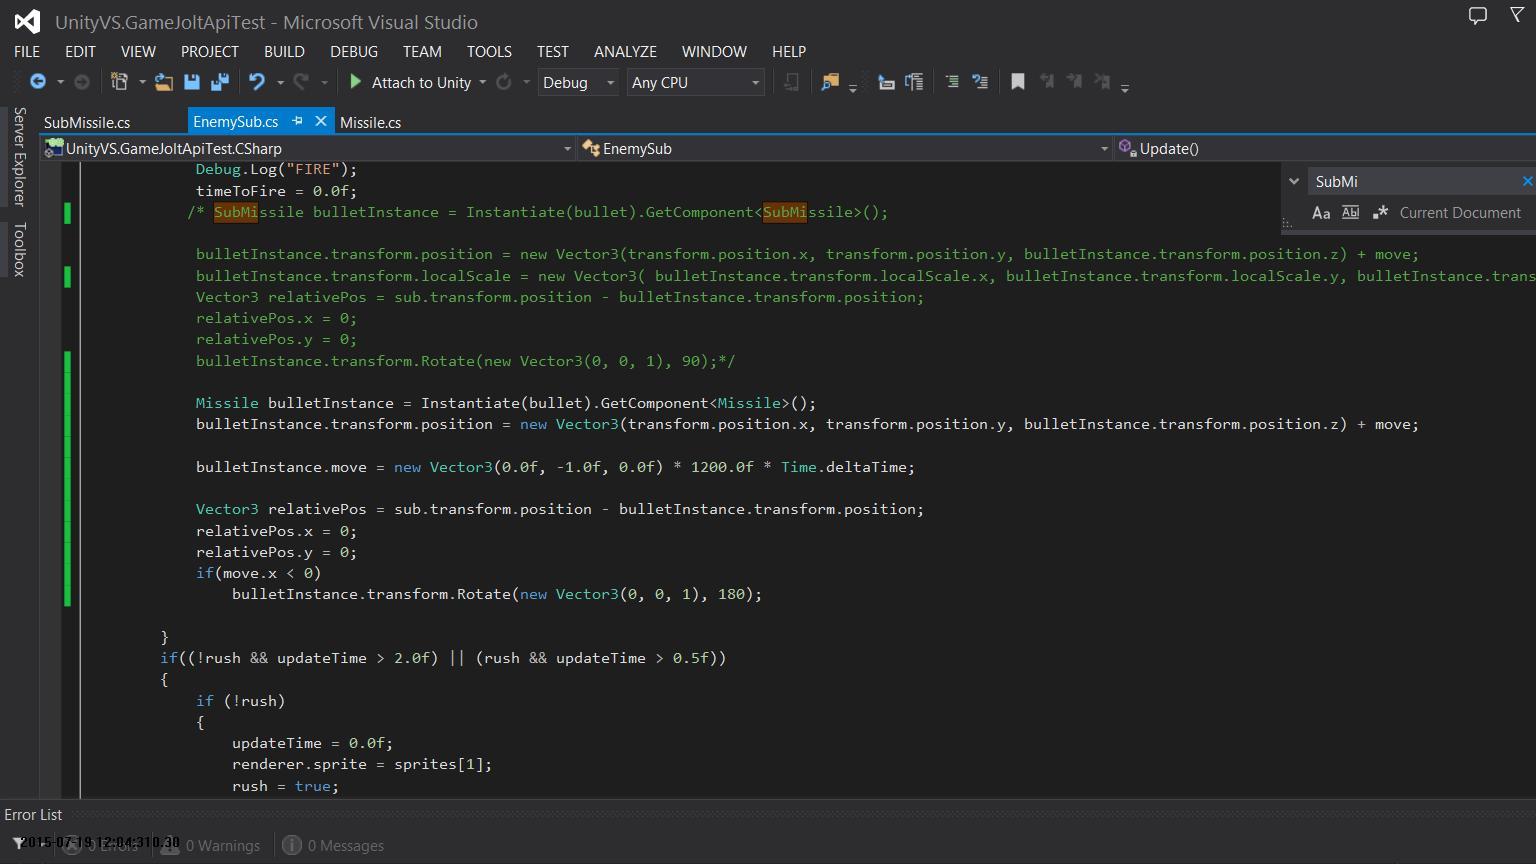 UnityVS.GameJoltApiTest - Microsoft Visual Studio
FILE EDIT VIEW PROJECT BUILD DEBUG TEAM TOOLS TEST ANALYZE WINDOW HELP
Attach to Unity Debug Any CPU
Server Explorer
Toolbox
SubMissile.cs EnemySub.cs Missile.cs
UnityVS.GameJoltApiTest.CSharp EnemySub Update()
SubMi
Aa Abl .* Current Document
Debug.Log("FIRE");
timeToFire = 0.0f;
/* SubMissile bulletInstance = Instantiate(bullet).GetComponent<SubMissile>();
bulletInstance.transform.position = new Vector3(transform.position.x, transform.position.y, bulletInstance.transform.position.z) + move;
bulletInstance.transform.localScale = new Vector3( bulletInstance.transform.localScale.x, bulletInstance.transform.localScale.y, bulletInstance.trans
Vector3 relativePos = sub.transform.position - bulletInstance.transform.position;
relativePos.x = 0;
relativePos.y = 0;
bulletInstance.transform.Rotate(new Vector3(0, 0, 1), 90);*/
Missile bulletInstance = Instantiate(bullet).GetComponent<Missile>();
bulletInstance.transform.position = new Vector3(transform.position.x, transform.position.y, bulletInstance.transform.position.z) + move;
bulletInstance.move = new Vector3(0.0f, -1.0f, 0.0f) * 1200.0f * Time.deltaTime;
Vector3 relativePos = sub.transform.position - bulletInstance.transform.position;
relativePos.x = 0;
relativePos.y = 0;
if(move.x < 0)
bulletInstance.transform.Rotate(new Vector3(0, 0, 1), 180);
}
if((!rush && updateTime > 2.0f) || (rush && updateTime > 0.5f))
{
if (!rush)
{
updateTime = 0.0f;
renderer.sprite = sprites[1];
rush = true;
Error List
2015-07-19 12:04:310.30
0 Errors 0 Warnings 0 Messages